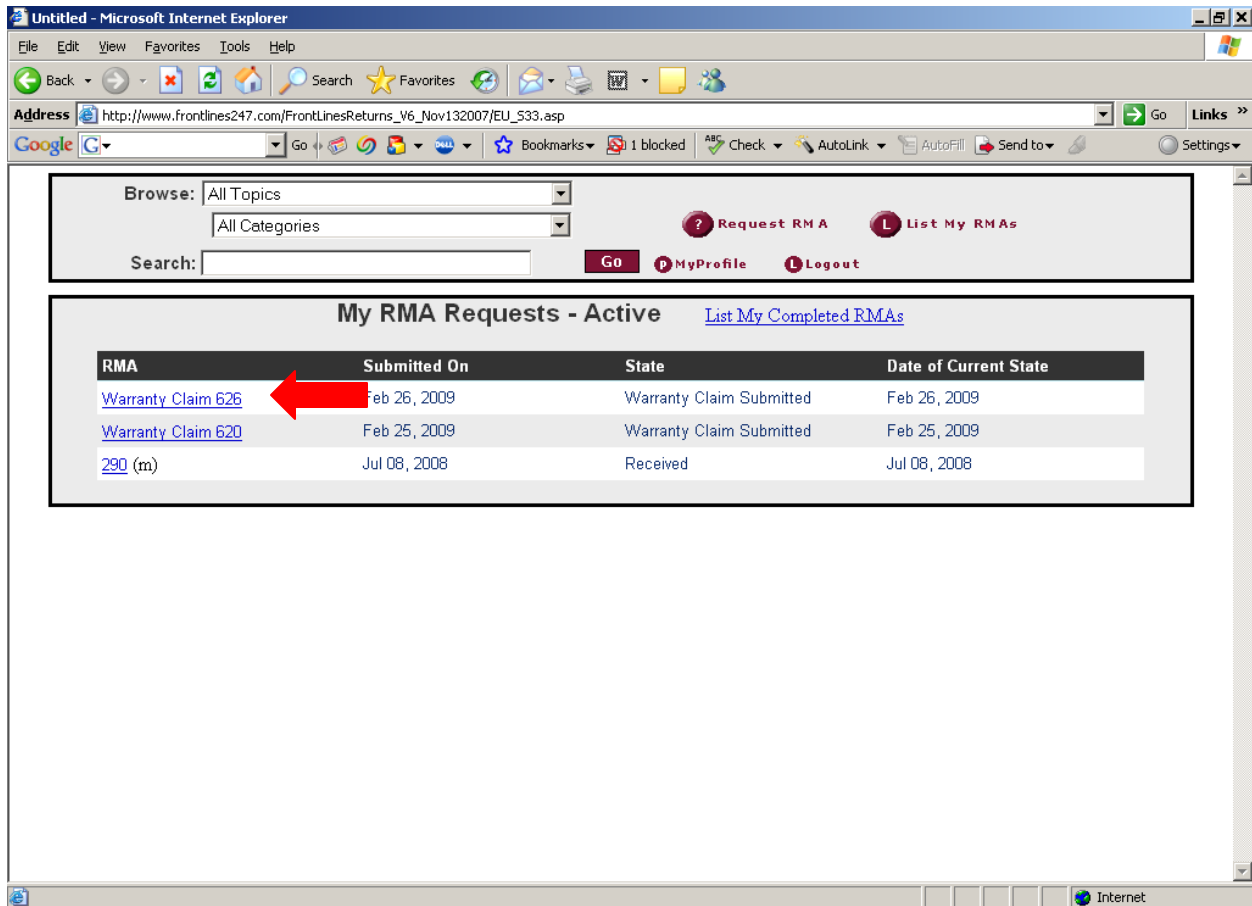 Untitled - Microsoft Internet Explorer
File Edit View Favorites Tools Help
Back Search Favorites
Address http://www.frontlines247.com/FrontLinesReturns_V6_Nov132007/EU_533.asp Go Links »
Google G Go Bookmarks 1 blocked ABC Check AutoLink AutoFill Send to Settings
Browse: All Topics
All Categories ? Request RMA L List My RMAs
Search: Go P MyProfile L Logout
My RMA Requests - Active List My Completed RMAs
RMA Submitted On State Date of Current State
Warranty Claim 626 Feb 26, 2009 Warranty Claim Submitted Feb 26, 2009
Warranty Claim 620 Feb 25, 2009 Warranty Claim Submitted Feb 25, 2009
290 (m) Jul 08, 2008 Received Jul 08, 2008
Internet